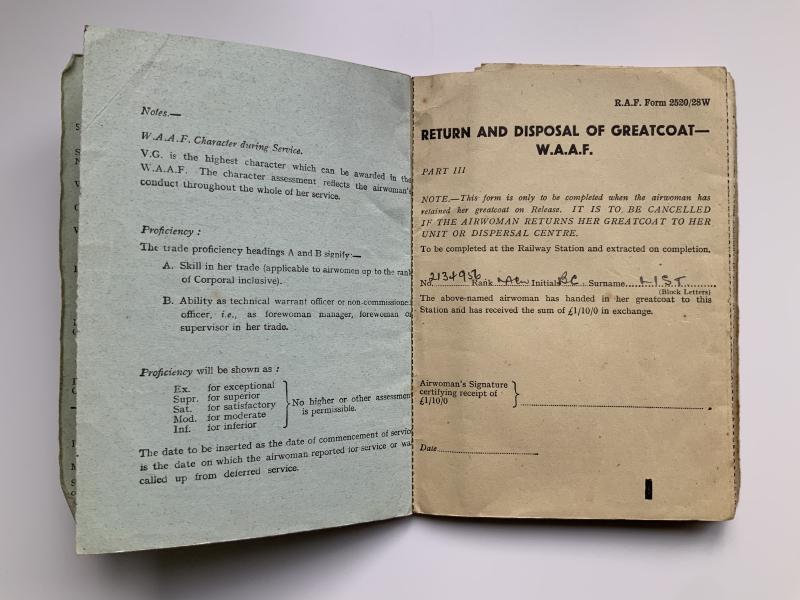 Notes.—
W.A.A.F. Character during Service.
V.G. is the highest character which can be awarded in the
W.A.A.F. The character assessment reflects the airwoman's
conduct throughout the whole of her service.
Proficiency :
The trade proficiency headings A and B signify:—
A. Skill in her trade (applicable to airwomen up to the rank
of Corporal inclusive).
B. Ability as technical warrant officer or non-commissioned
officer, i.e., as forewoman manager, forewoman or
supervisor in her trade.
Proficiency will be shown as :
Ex. for exceptional
Supr. for superior
Sat. for satisfactory
Mod. for moderate
Inf. for inferior
No higher or other assessment
is permissible.
The date to be inserted as the date of commencement of service
is the date on which the airwoman reported for service or was
called up from deferred service.
R.A.F. Form 2520/28W
RETURN AND DISPOSAL OF GREATCOAT—
W.A.A.F.
PART III
NOTE.—This form is only to be completed when the airwoman has
retained her greatcoat on Release. IT IS TO BE CANCELLED
IF THE AIRWOMAN RETURNS HER GREATCOAT TO HER
UNIT OR DISPERSAL CENTRE.
To be completed at the Railway Station and extracted on completion.
No. 2134956 Rank ACW Initials BC. Surname LIST
(Block Letters)
The above-named airwoman has handed in her greatcoat to this
Station and has received the sum of £1/10/0 in exchange.
Airwoman's Signature
certifying receipt of
£1/10/0
Date